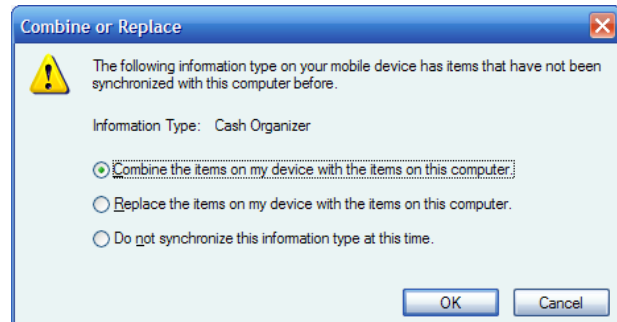 Combine or Replace
The following information type on your mobile device has items that have not been
synchronized with this computer before.
Information Type: Cash Organizer
Combine the items on my device with the items on this computer.
Replace the items on my device with the items on this computer.
Do not synchronize this information type at this time.
OK Cancel